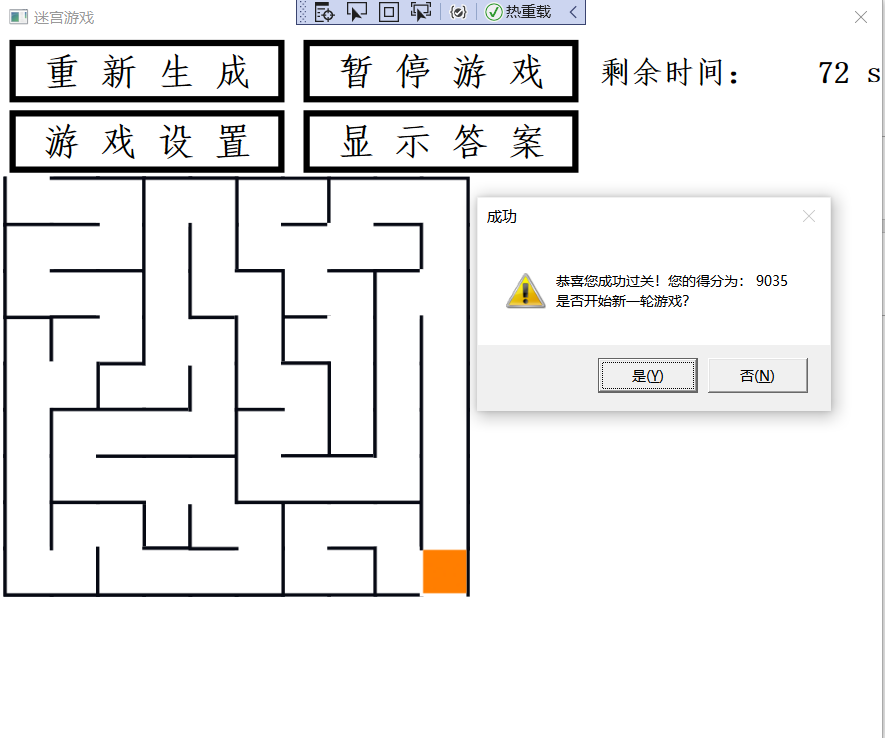 迷宫游戏
热重载
重新生成
暂停游戏
剩余时间： 72 s
游戏设置
显示答案
成功
恭喜您成功过关！您的得分为： 9035
是否开始新一轮游戏？
是(Y)
否(N)